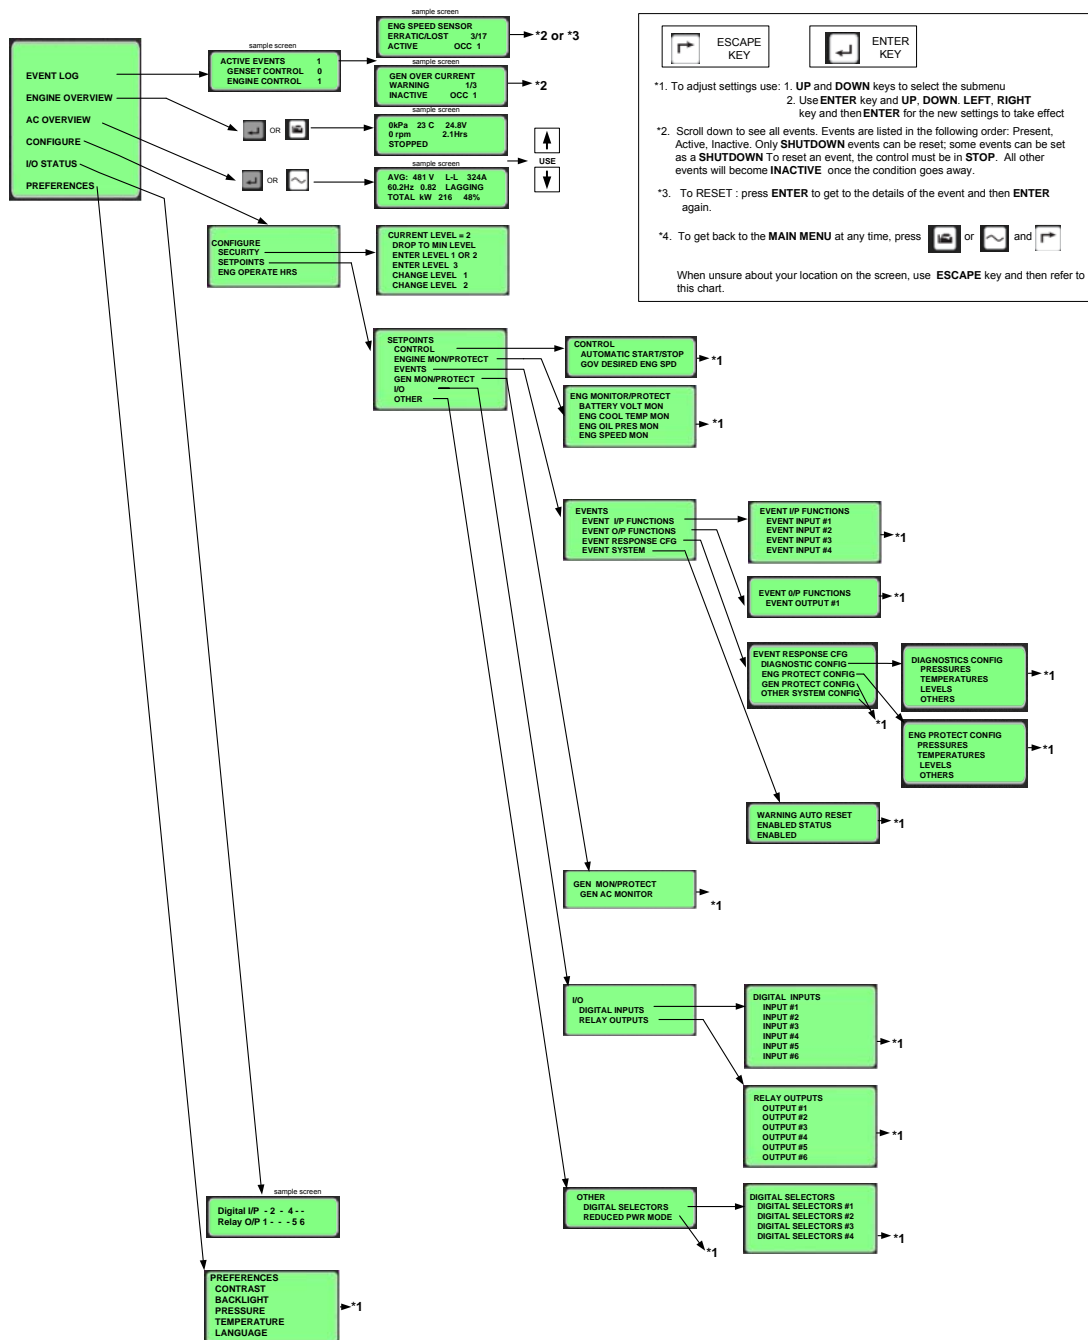 EVENT LOG
ENGINE OVERVIEW
AC OVERVIEW
CONFIGURE
I/O STATUS
PREFERENCES
sample screen
ACTIVE EVENTS 1
GENSET CONTROL 0
ENGINE CONTROL 1
sample screen
ENG SPEED SENSOR
ERRATIC/LOST 3/17
ACTIVE OCC 1
*2 or *3
sample screen
GEN OVER CURRENT
WARNING 1/3
INACTIVE OCC 1
*2
OR
sample screen
0kPa 23 C 24.8V
0 rpm 2.1Hrs
STOPPED
OR
sample screen
AVG: 481 V L-L 324A
60.2Hz 0.82 LAGGING
TOTAL kW 216 48%
USE
ESCAPE
KEY
ENTER
KEY
*1. To adjust settings use: 1. UP and DOWN keys to select the submenu
2. Use ENTER key and UP, DOWN. LEFT, RIGHT
key and then ENTER for the new settings to take effect
*2. Scroll down to see all events. Events are listed in the following order: Present,
Active, Inactive. Only SHUTDOWN events can be reset; some events can be set
as a SHUTDOWN To reset an event, the control must be in STOP. All other
events will become INACTIVE once the condition goes away.
*3. To RESET : press ENTER to get to the details of the event and then ENTER
again.
*4. To get back to the MAIN MENU at any time, press or and
When unsure about your location on the screen, use ESCAPE key and then refer to
this chart.
CONFIGURE
SECURITY
SETPOINTS
ENG OPERATE HRS
CURRENT LEVEL = 2
DROP TO MIN LEVEL
ENTER LEVEL 1 OR 2
ENTER LEVEL 3
CHANGE LEVEL 1
CHANGE LEVEL 2
SETPOINTS
CONTROL
ENGINE MON/PROTECT
EVENTS
GEN MON/PROTECT
I/O
OTHER
CONTROL
AUTOMATIC START/STOP
GOV DESIRED ENG SPD
*1
ENG MONITOR/PROTECT
BATTERY VOLT MON
ENG COOL TEMP MON
ENG OIL PRES MON
ENG SPEED MON
*1
EVENTS
EVENT I/P FUNCTIONS
EVENT O/P FUNCTIONS
EVENT RESPONSE CFG
EVENT SYSTEM
EVENT I/P FUNCTIONS
EVENT INPUT #1
EVENT INPUT #2
EVENT INPUT #3
EVENT INPUT #4
*1
EVENT 0/P FUNCTIONS
EVENT OUTPUT #1
*1
EVENT RESPONSE CFG
DIAGNOSTIC CONFIG
ENG PROTECT CONFIG
GEN PROTECT CONFIG
OTHER SYSTEM CONFIG
*1
DIAGNOSTICS CONFIG
PRESSURES
TEMPERATURES
LEVELS
OTHERS
*1
ENG PROTECT CONFIG
PRESSURES
TEMPERATURES
LEVELS
OTHERS
*1
WARNING AUTO RESET
ENABLED STATUS
ENABLED
*1
GEN MON/PROTECT
GEN AC MONITOR
*1
I/O
DIGITAL INPUTS
RELAY OUTPUTS
DIGITAL INPUTS
INPUT #1
INPUT #2
INPUT #3
INPUT #4
INPUT #5
INPUT #6
*1
RELAY OUTPUTS
OUTPUT #1
OUTPUT #2
OUTPUT #3
OUTPUT #4
OUTPUT #5
OUTPUT #6
*1
OTHER
DIGITAL SELECTORS
REDUCED PWR MODE
*1
DIGITAL SELECTORS
DIGITAL SELECTORS #1
DIGITAL SELECTORS #2
DIGITAL SELECTORS #3
DIGITAL SELECTORS #4
*1
sample screen
Digital I/P - 2 - 4 - -
Relay O/P 1 - - - 5 6
PREFERENCES
CONTRAST
BACKLIGHT
PRESSURE
TEMPERATURE
LANGUAGE
*1